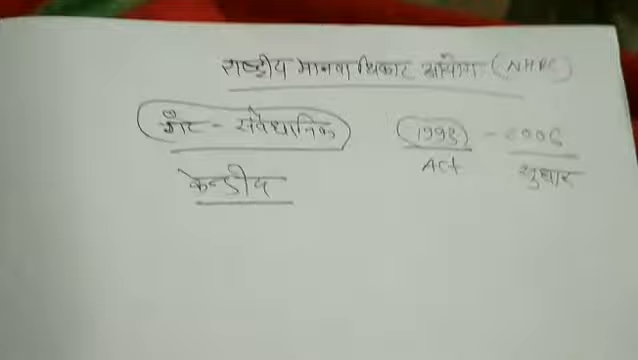 राष्ट्रीय मानवाधिकार आयोग (NHRC)
गैर - संवैधानिक (1993) - 2006
केन्द्रीय Act सुधार